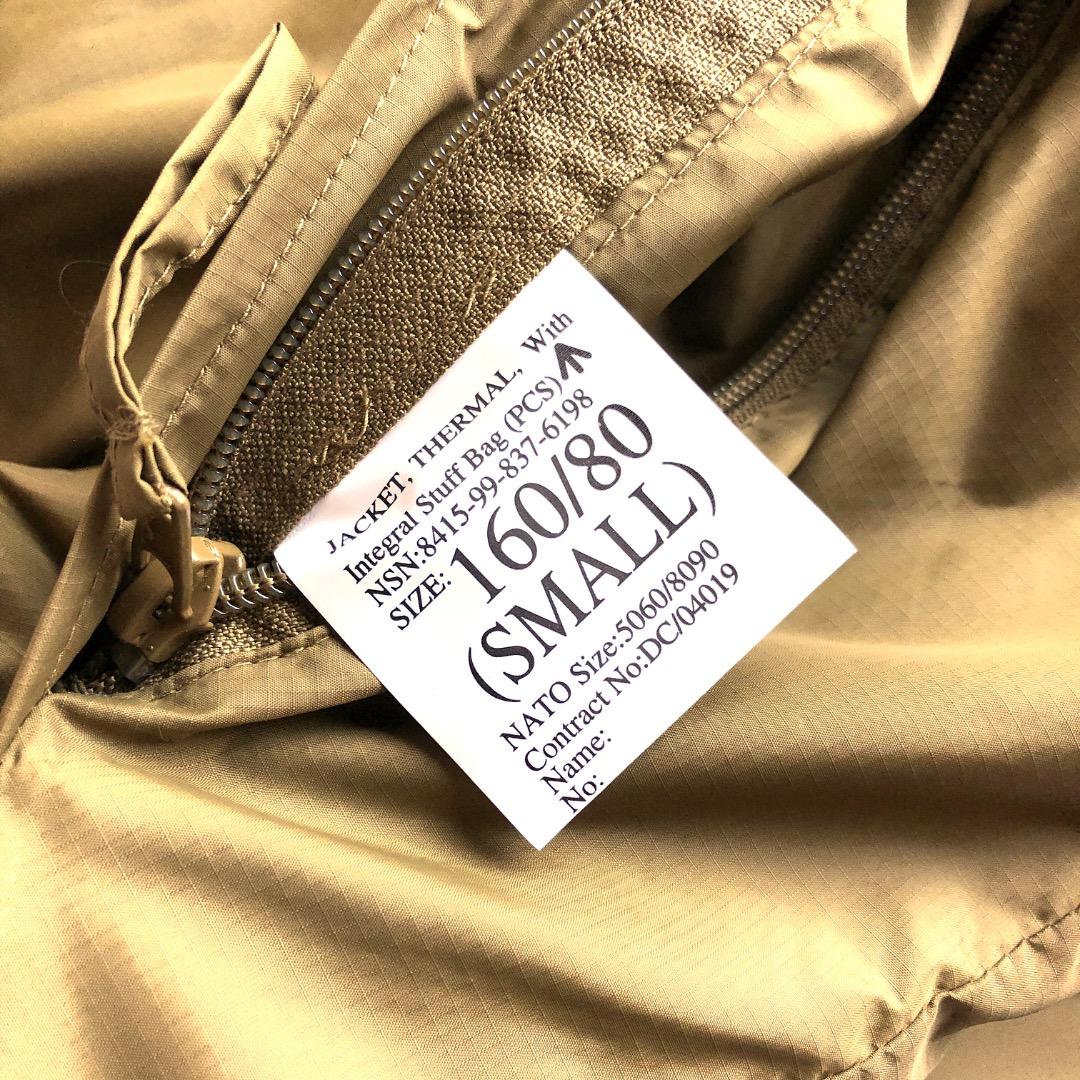 JACKET, THERMAL, With
Integral Stuff Bag (PCS)
NSN:8415-99-837-6198
SIZE: 160/80
(SMALL)
NATO Size:5060/8090
Contract No:DC/04019
Name:
No: